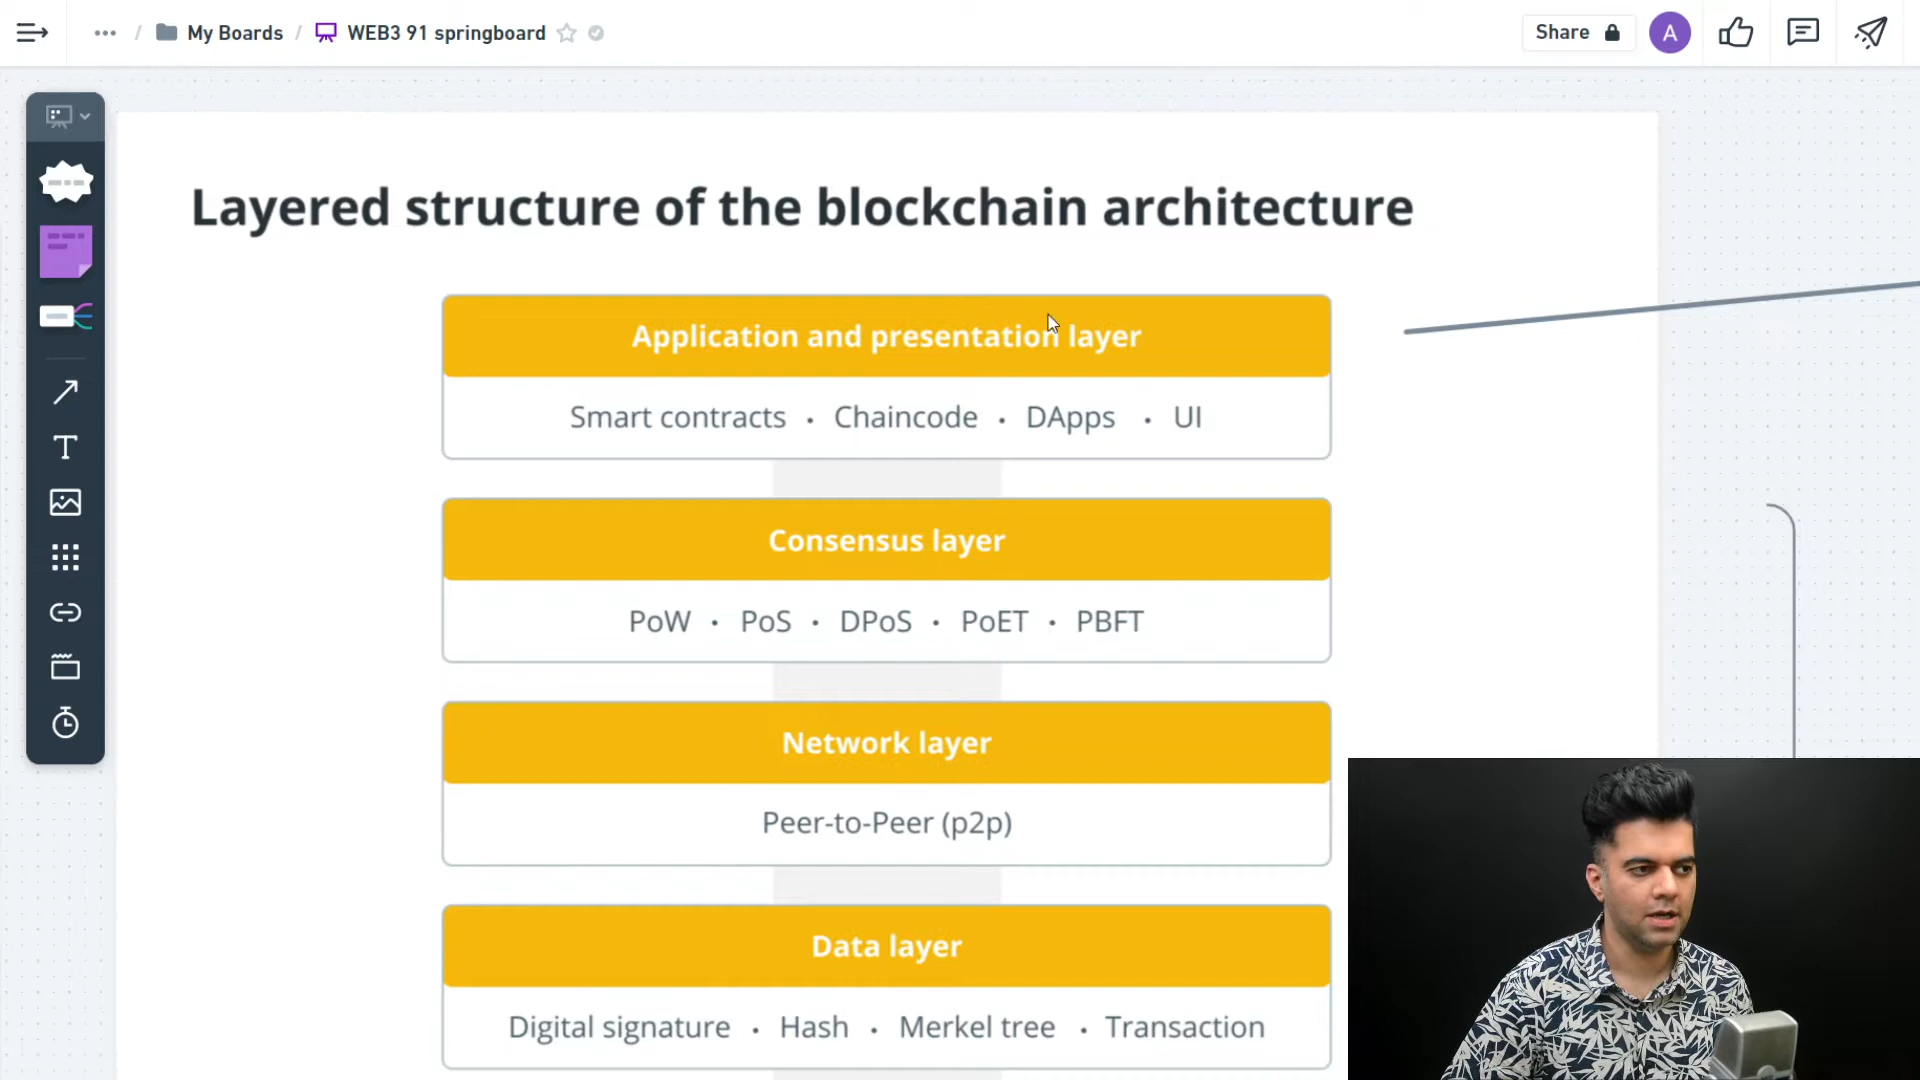 ... / My Boards / WEB3 91 springboard
Share
A
Layered structure of the blockchain architecture
Application and presentation layer
Smart contracts • Chaincode • DApps • UI
Consensus layer
PoW • PoS • DPoS • PoET • PBFT
Network layer
Peer-to-Peer (p2p)
Data layer
Digital signature • Hash • Merkel tree • Transaction